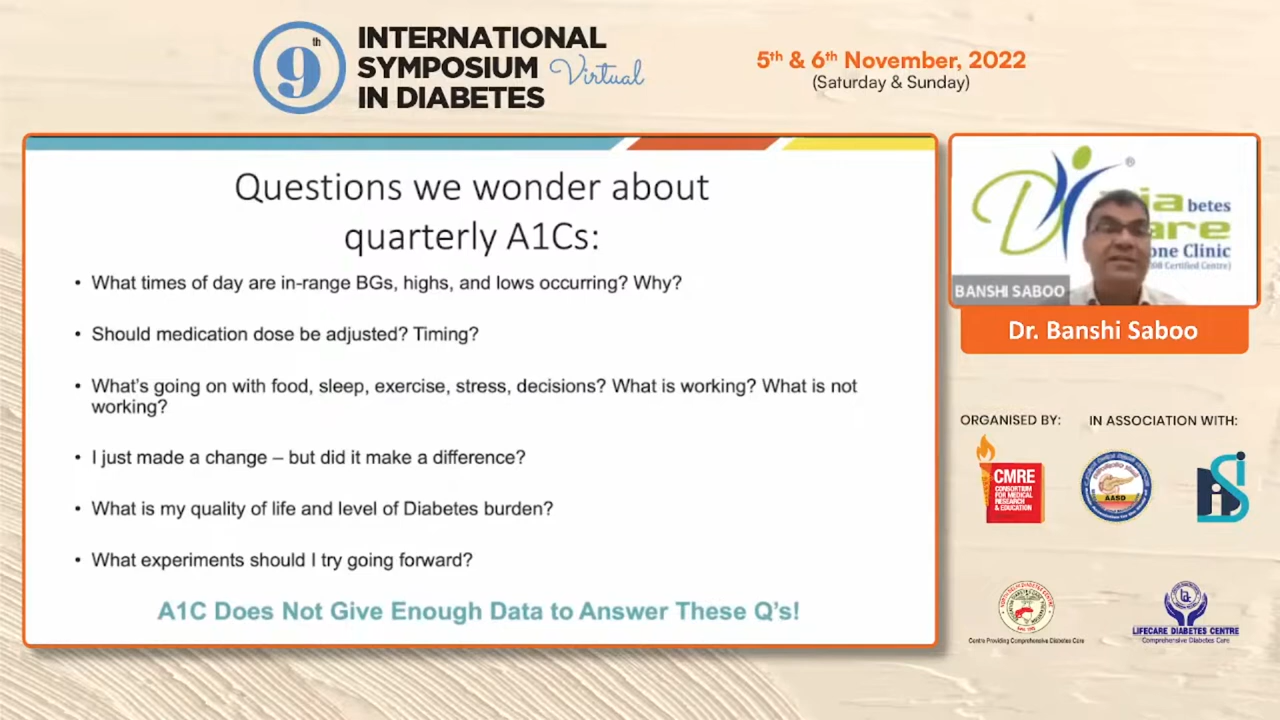 9th
INTERNATIONAL
SYMPOSIUM Virtual
IN DIABETES
5th & 6th November, 2022
(Saturday & Sunday)
Questions we wonder about
quarterly A1Cs:
• What times of day are in-range BGs, highs, and lows occurring? Why?
• Should medication dose be adjusted? Timing?
• What's going on with food, sleep, exercise, stress, decisions? What is working? What is not
working?
• I just made a change – but did it make a difference?
• What is my quality of life and level of Diabetes burden?
• What experiments should I try going forward?
A1C Does Not Give Enough Data to Answer These Q's!
®
betes
one Clinic
BANSHI SABOO
Dr. Banshi Saboo
ORGANISED BY:
IN ASSOCIATION WITH:
CMRE
CONSORTIUM
FOR MEDICAL
RESEARCH
& EDUCATION
AASD
Centre Providing Comprehensive Diabetes Care
LIFECARE DIABETES CENTRE
Comprehensive Diabetes Care